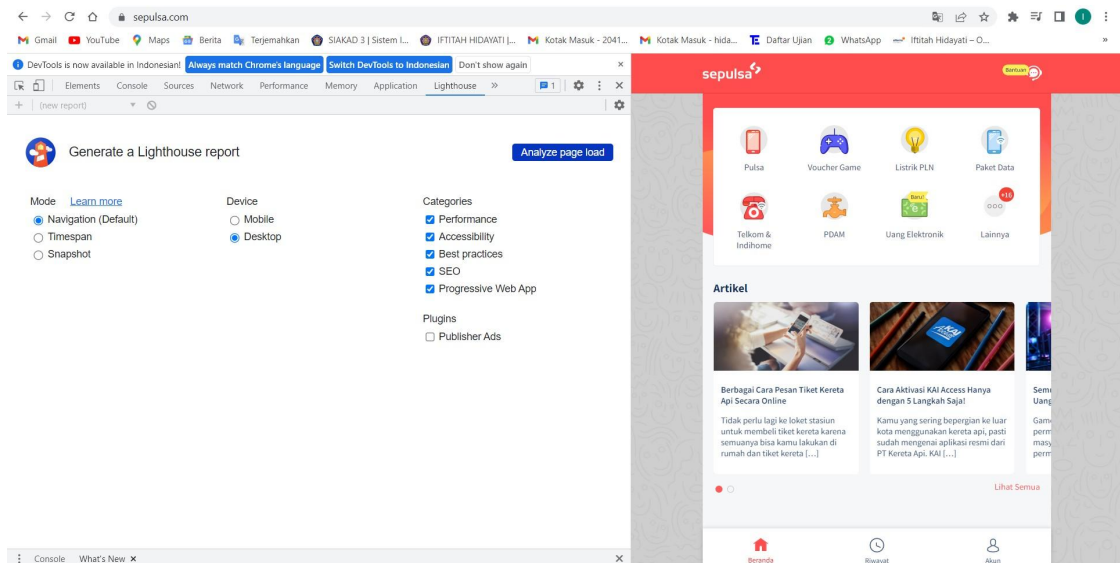 sepulsa.com
Gmail YouTube Maps Berita Terjemahkan SIAKAD 3 | Sistem I... IFTITAH HIDAYATI |... Kotak Masuk - 2041... Kotak Masuk - hida... Daftar Ujian WhatsApp Iftitah Hidayati – O... »
DevTools is now available in Indonesian! Always match Chrome's language Switch DevTools to Indonesian Don't show again ×
Elements Console Sources Network Performance Memory Application Lighthouse » 1
+ (new report)
Generate a Lighthouse report
Analyze page load
Mode Learn more
Navigation (Default)
Timespan
Snapshot
Device
Mobile
Desktop
Categories
Performance
Accessibility
Best practices
SEO
Progressive Web App
Plugins
Publisher Ads
Console What's New ×
sepulsa
Bantuan
Pulsa Voucher Game Listrik PLN Paket Data
Baru!
+16
Telkom &
Indihome
PDAM Uang Elektronik Lainnya
Artikel
KAI
Berbagai Cara Pesan Tiket Kereta
Api Secara Online
Tidak perlu lagi ke loket stasiun
untuk membeli tiket kereta karena
semuanya bisa kamu lakukan di
rumah dan tiket kereta [...]
Cara Aktivasi KAI Access Hanya
dengan 5 Langkah Saja!
Kamu yang sering bepergian ke luar
kota menggunakan kereta api, pasti
sudah mengenai aplikasi resmi dari
PT Kereta Api. KAI [...]
Uang
perm
masy
perm
Lihat Semua
Beranda Riwayat Akun